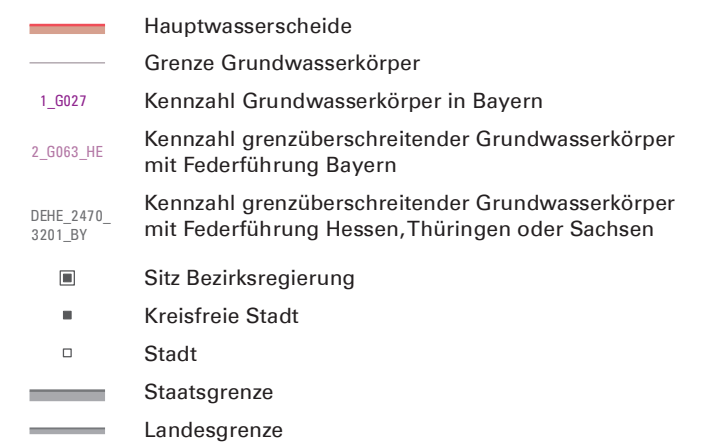 Hauptwasserscheide
Grenze Grundwasserkörper
1_G027 Kennzahl Grundwasserkörper in Bayern
2_G063_HE Kennzahl grenzüberschreitender Grundwasserkörper
mit Federführung Bayern
DEHE_2470_
3201_BY
Kennzahl grenzüberschreitender Grundwasserkörper
mit Federführung Hessen, Thüringen oder Sachsen
Sitz Bezirksregierung
Kreisfreie Stadt
Stadt
Staatsgrenze
Landesgrenze